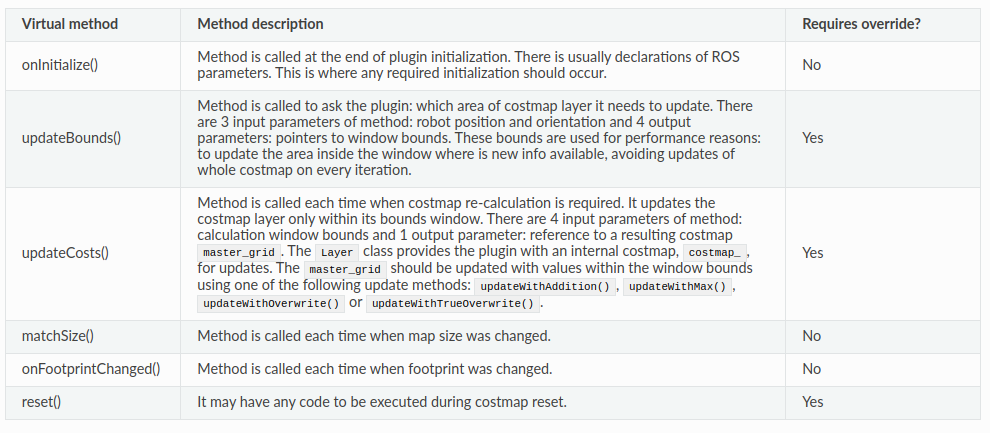 Virtual method Method description Requires override?
onInitialize() Method is called at the end of plugin initialization. There is usually declarations of ROS
parameters. This is where any required initialization should occur. No
updateBounds() Method is called to ask the plugin: which area of costmap layer it needs to update. There
are 3 input parameters of method: robot position and orientation and 4 output
parameters: pointers to window bounds. These bounds are used for performance reasons:
to update the area inside the window where is new info available, avoiding updates of
whole costmap on every iteration. Yes
updateCosts() Method is called each time when costmap re-calculation is required. It updates the
costmap layer only within its bounds window. There are 4 input parameters of method:
calculation window bounds and 1 output parameter: reference to a resulting costmap
master_grid . The Layer class provides the plugin with an internal costmap, costmap_ ,
for updates. The master_grid should be updated with values within the window bounds
using one of the following update methods: updateWithAddition() , updateWithMax() ,
updateWithOverwrite() or updateWithTrueOverwrite() . Yes
matchSize() Method is called each time when map size was changed. No
onFootprintChanged() Method is called each time when footprint was changed. No
reset() It may have any code to be executed during costmap reset. Yes